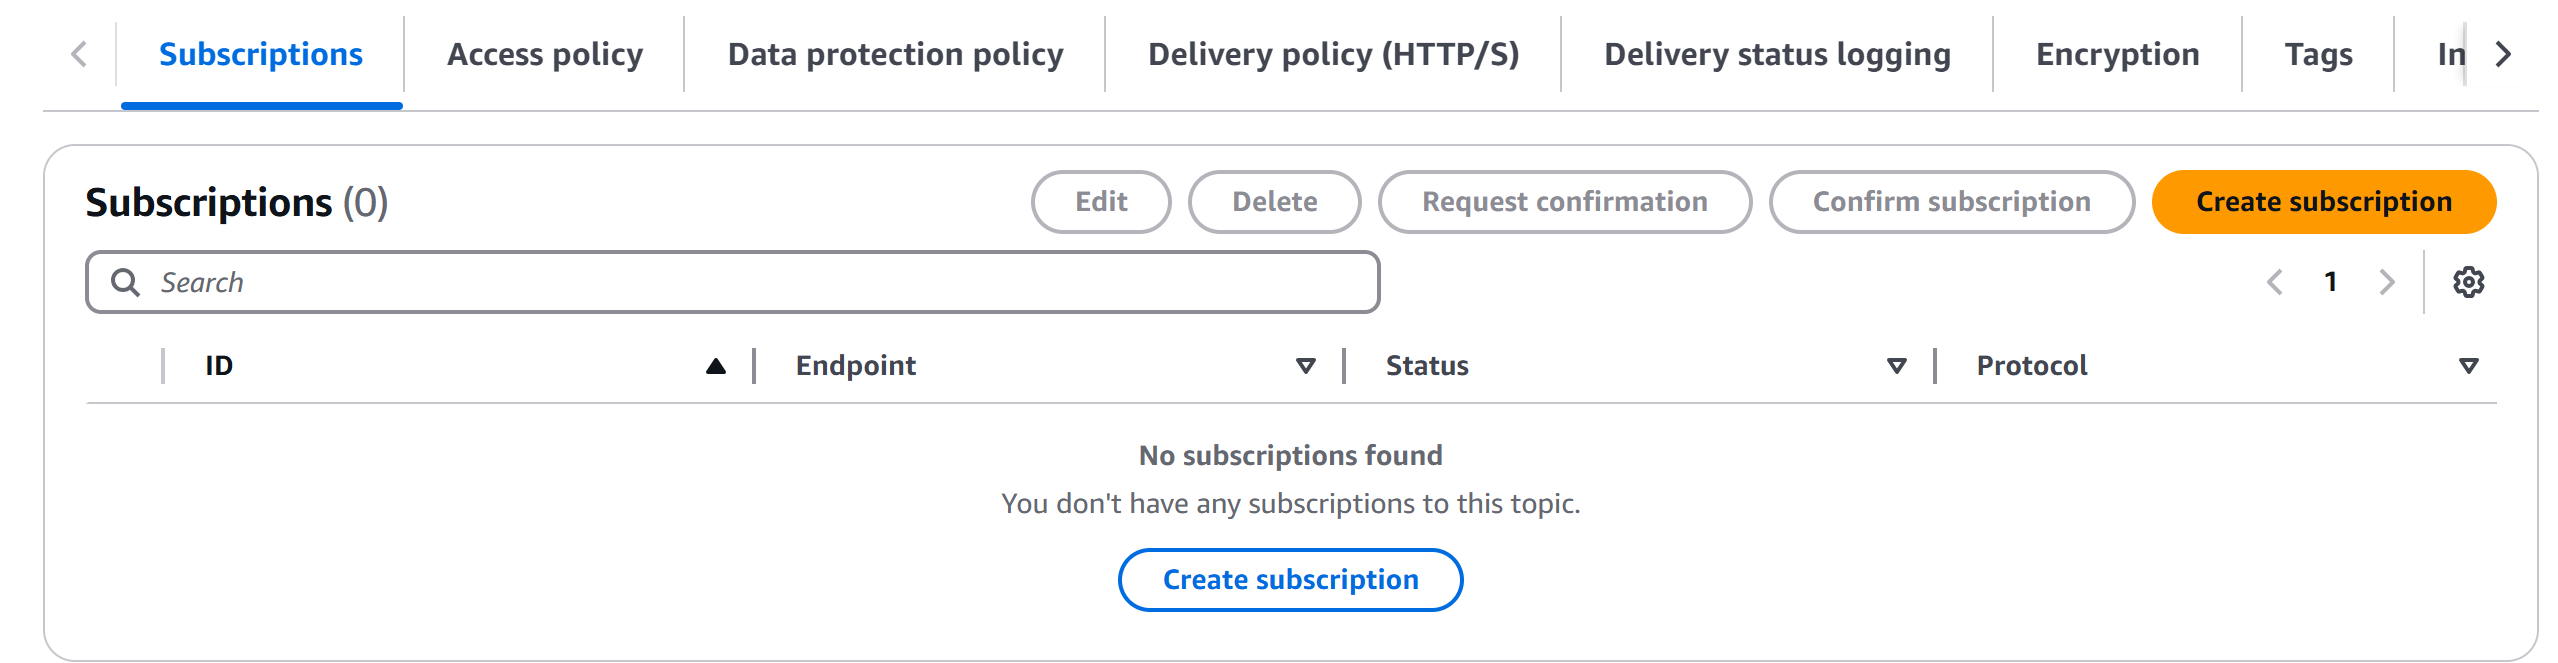 Subscriptions Access policy Data protection policy Delivery policy (HTTP/S) Delivery status logging Encryption Tags In
Subscriptions (0) Edit Delete Request confirmation Confirm subscription Create subscription
Search 1
ID Endpoint Status Protocol
No subscriptions found
You don't have any subscriptions to this topic.
Create subscription